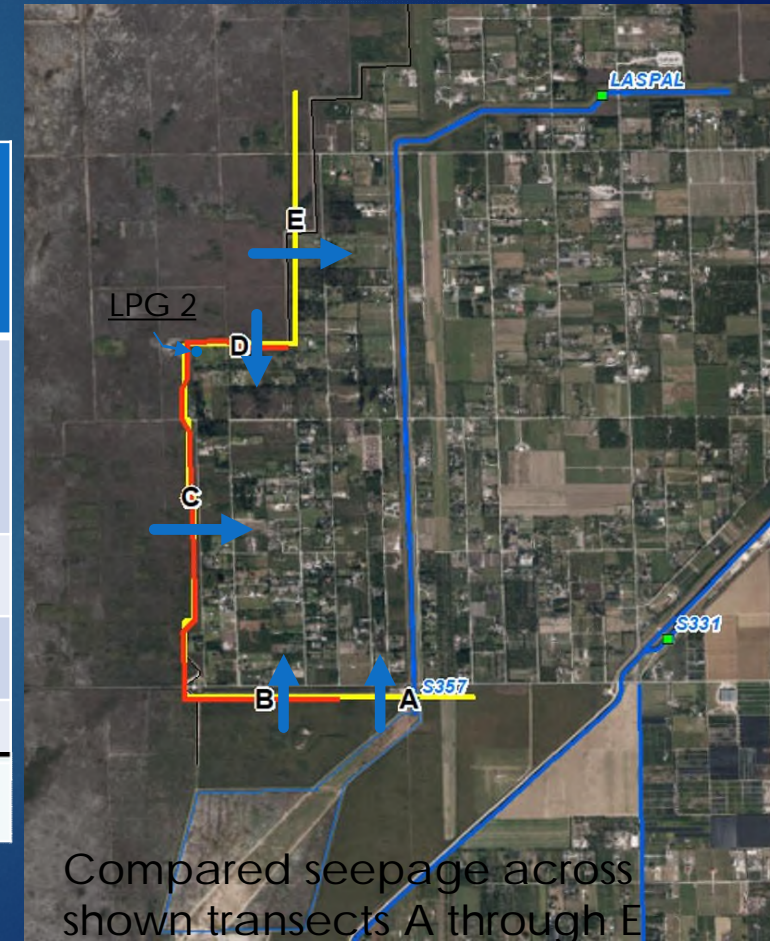 LASPAL
E
LPG 2
D
C
S331
B
A
S357
Compared seepage across
shown transects A through E